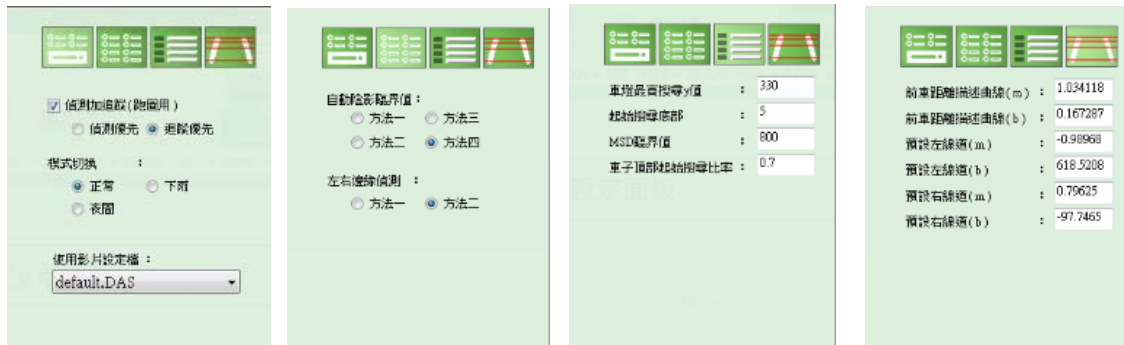 偵測加追蹤(跑圖用)
偵測優先 追蹤優先
模式切換 :
正常 下雨
夜間
使用影片設定檔 :
default.DAS
自動陰影臨界值 :
方法一 方法三
方法二 方法四
左右邊緣偵測 :
方法一 方法二
車燈最高搜尋y值 : 330
起始搜尋底部 : 5
MSD臨界值 : 800
車子頂部起始搜尋比率 : 0.7
前車距離描述曲線(m) : 1.034118
前車距離描述曲線(b) : 0.167287
預設左線道(m) : -0.98968
預設左線道(b) : 618.5208
預設右線道(m) : 0.79625
預設右線道(b) : -97.7465